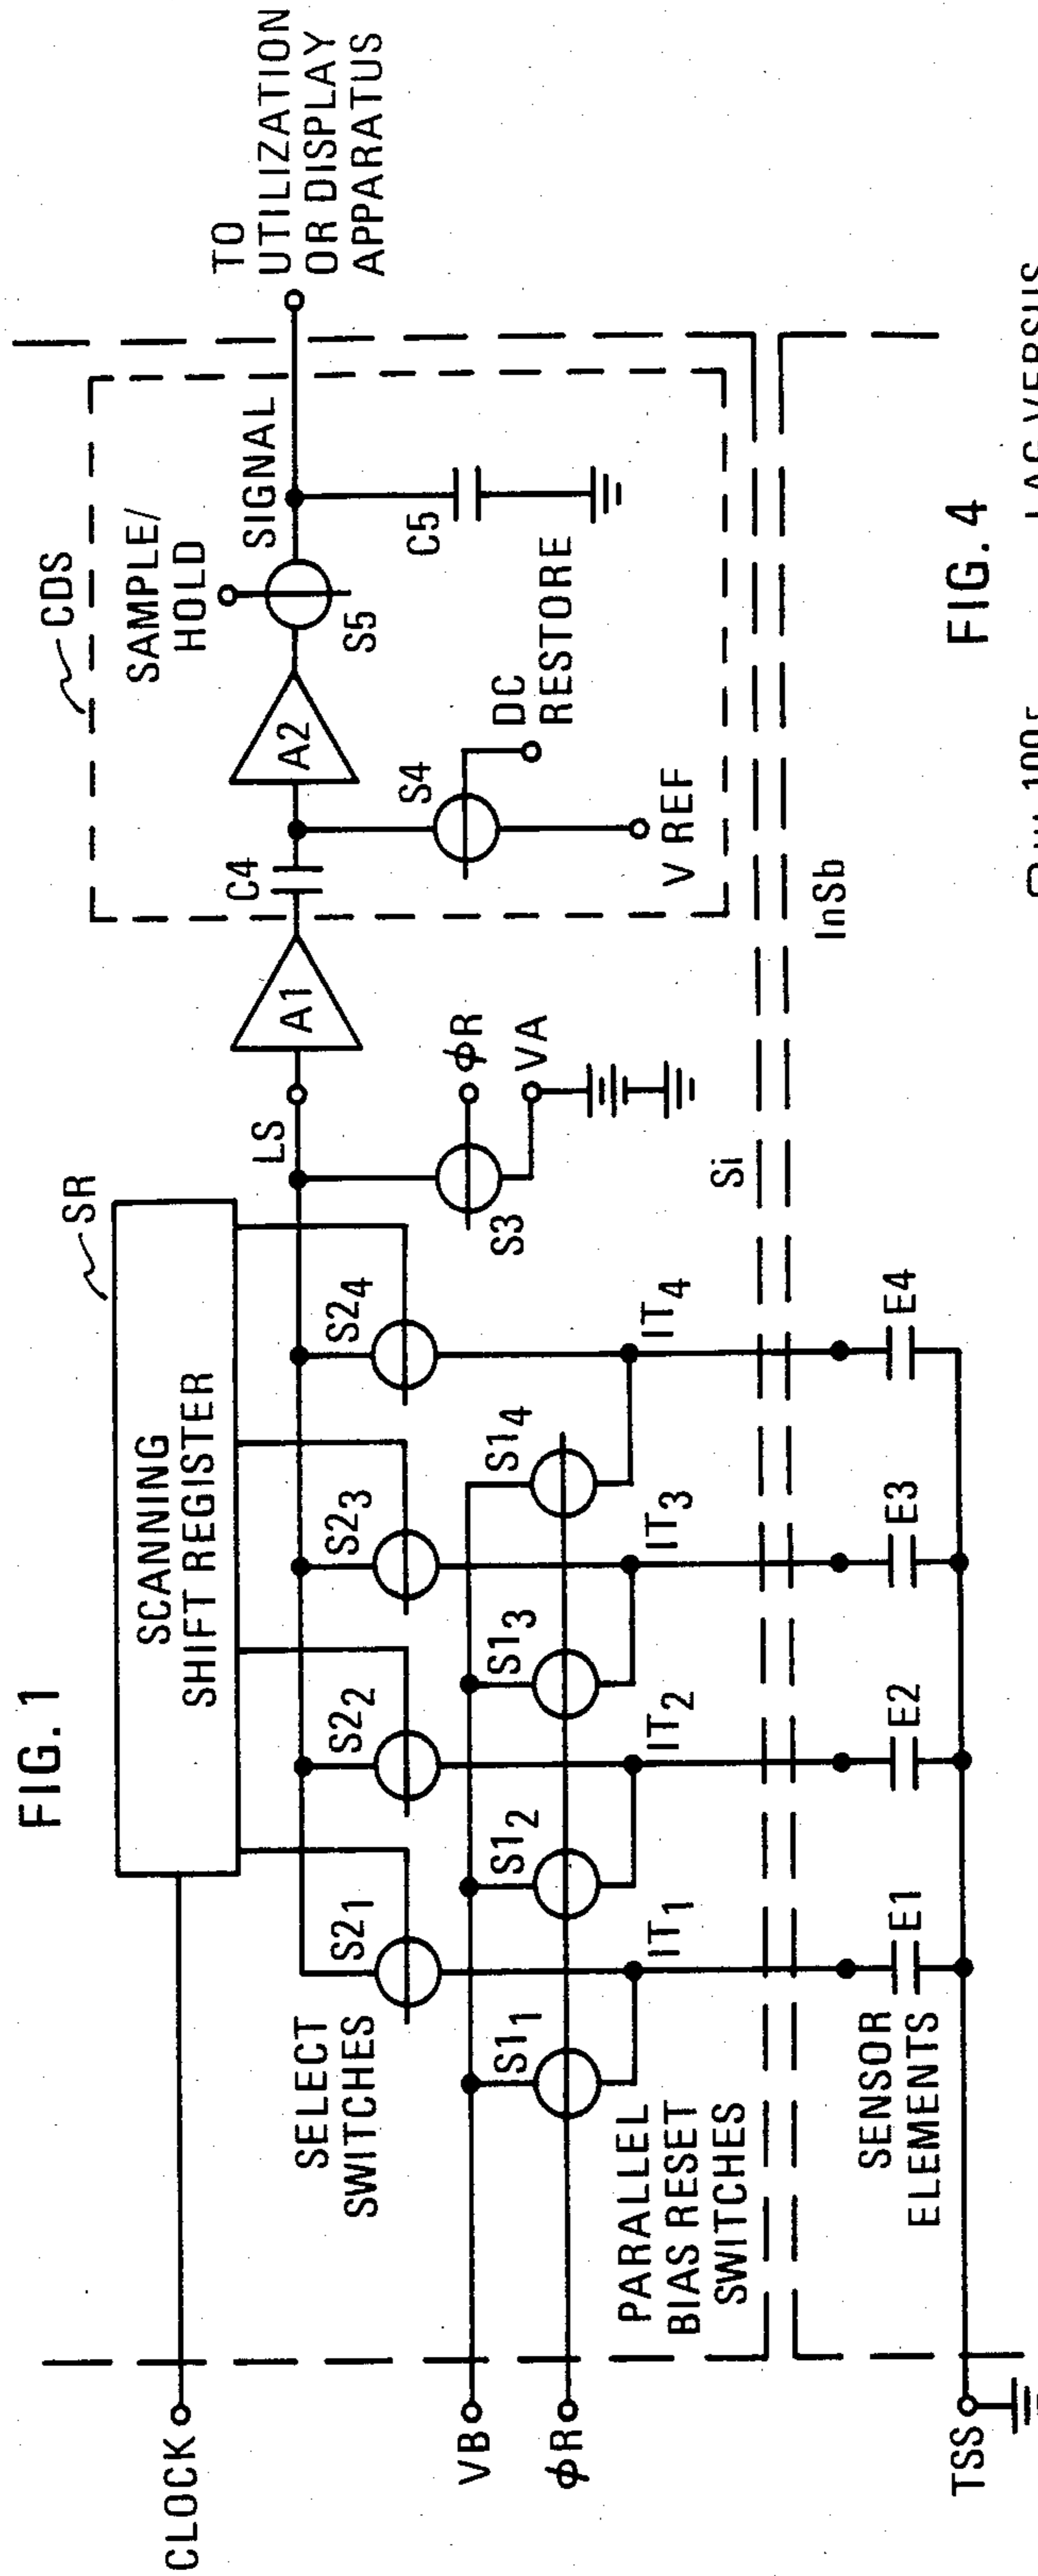 FIG. 1
CLOCK
SCANNING
SHIFT REGISTER
SR
SELECT
SWITCHES
S2₁
S2₂
S2₃
S2₄
LS
A1
CDS
C4
A2
SAMPLE/
HOLD
SIGNAL
S5
C5
TO
UTILIZATION
OR DISPLAY
APPARATUS
S4
DC
RESTORE
V REF
S3
ϕR
VA
VB
ϕR
S1₁
S1₂
S1₃
S1₄
PARALLEL
BIAS RESET
SWITCHES
IT₁
IT₂
IT₃
IT₄
Si
InSb
SENSOR
ELEMENTS
E1
E2
E3
E4
TSS
FIG. 4
LAG VERSUS
100